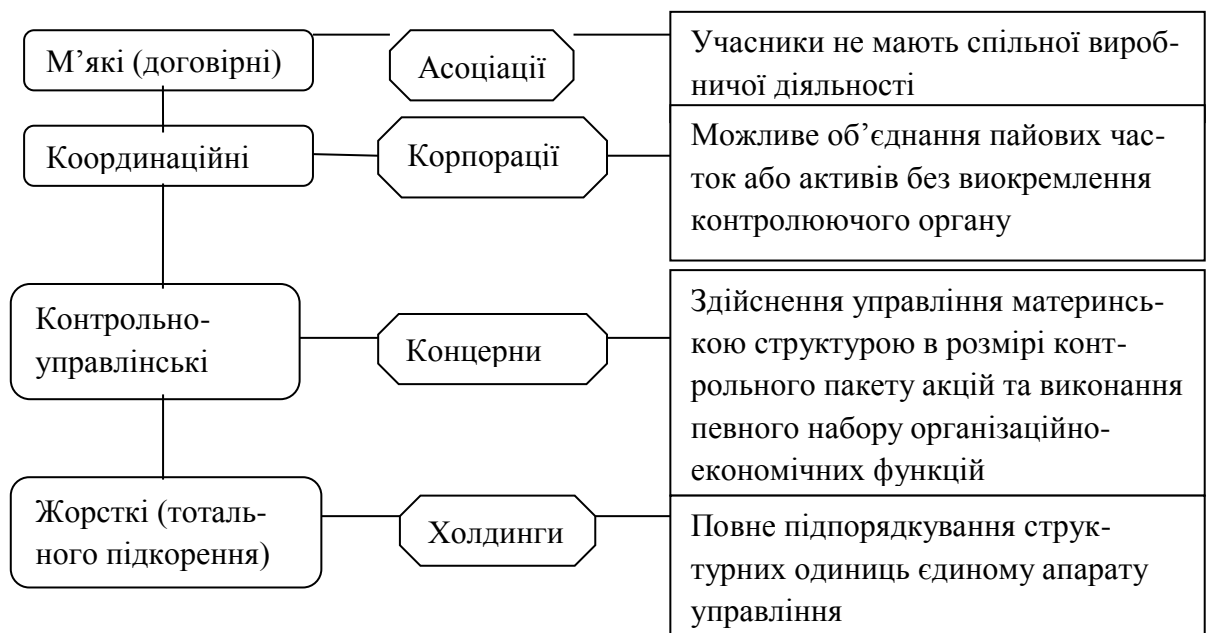 М’які (договірні)
Асоціації
Учасники не мають спільної вироб-
ничої діяльності
Координаційні
Корпорації
Можливе об’єднання пайових час-
ток або активів без виокремлення
контролюючого органу
Контрольно-
управлінські
Концерни
Здійснення управління материнсь-
кою структурою в розмірі конт-
рольного пакету акцій та виконання
певного набору організаційно-
економічних функцій
Жорсткі (тоталь-
ного підкорення)
Холдинги
Повне підпорядкування струк-
турних одиниць єдиному апарату
управління